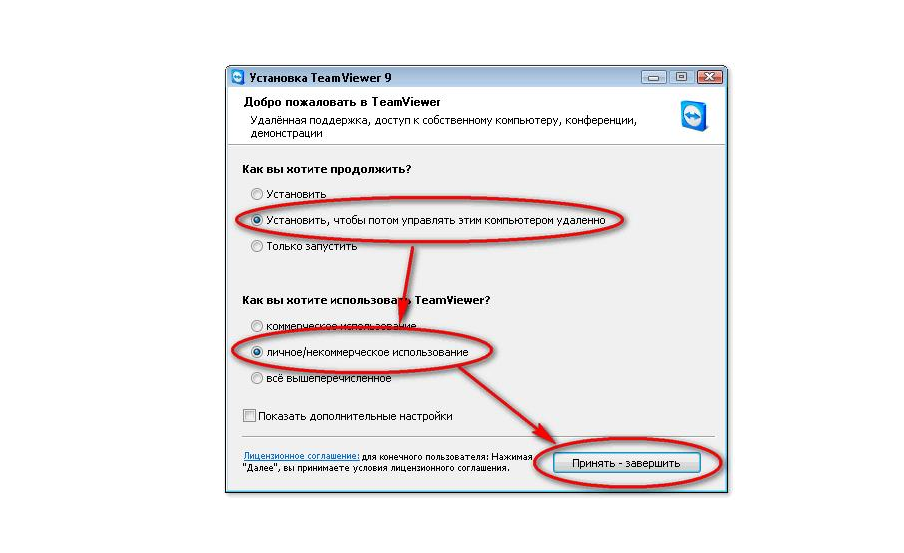 Установка TeamViewer 9
Добро пожаловать в TeamViewer
Удалённая поддержка, доступ к собственному компьютеру, конференции,
демонстрации
Как вы хотите продолжить?
Установить
Установить, чтобы потом управлять этим компьютером удаленно
Только запустить
Как вы хотите использовать TeamViewer?
коммерческое использование
личное/некоммерческое использование
всё вышеперечисленное
Показать дополнительные настройки
Лицензионное соглашение: для конечного пользователя: Нажимая
"Далее", вы принимаете условия лицензионного соглашения.
Принять - завершить